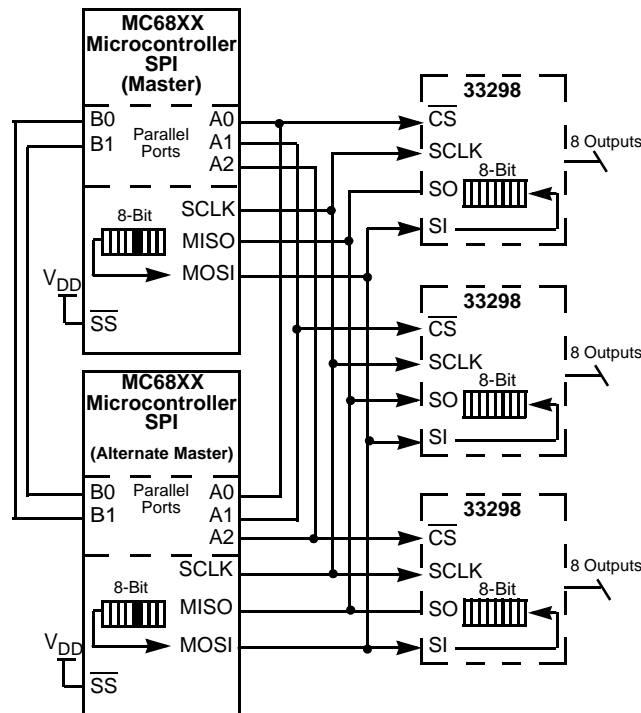 MC68XX
Microcontroller
SPI
(Master)
B0
B1
Parallel
Ports
A0
A1
A2
8-Bit
SCLK
MISO
MOSI
VDD
SS
MC68XX
Microcontroller
SPI
(Alternate Master)
B0
B1
Parallel
Ports
A0
A1
A2
8-Bit
SCLK
MISO
MOSI
VDD
SS
33298
CS
SCLK
SO
8-Bit
SI
8 Outputs
33298
CS
SCLK
SO
8-Bit
SI
8 Outputs
33298
CS
SCLK
SO
8-Bit
SI
8 Outputs